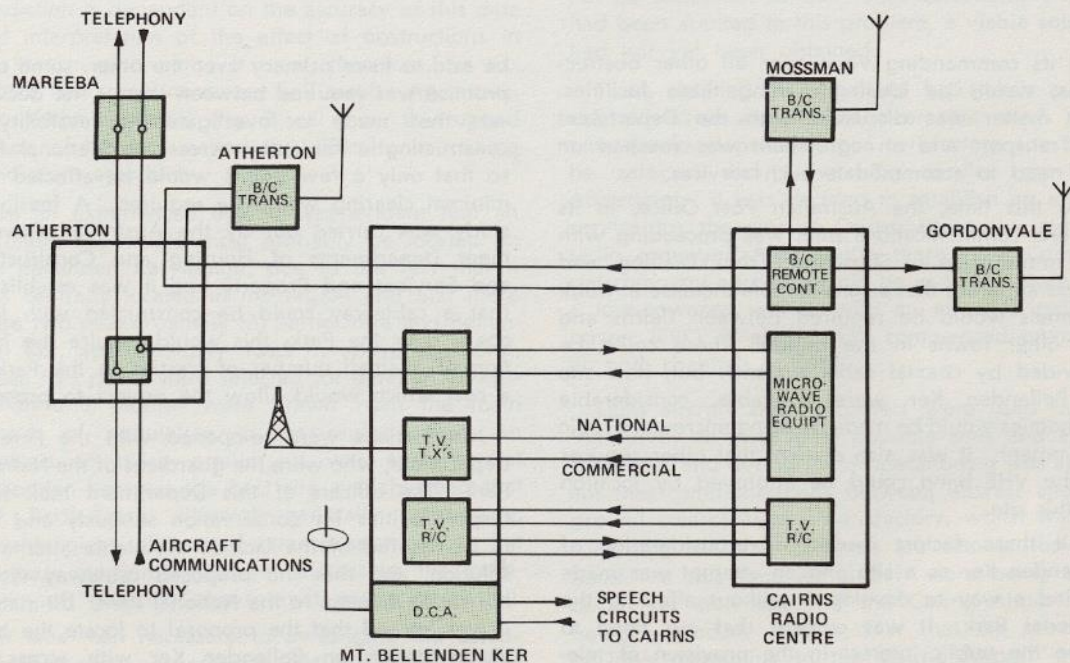 TELEPHONY
MAREEBA
ATHERTON
B/C
TRANS.
ATHERTON
TELEPHONY
AIRCRAFT
COMMUNICATIONS
T.V.
T.X's
T.V.
R/C
D.C.A.
MT. BELLENDEN KER
NATIONAL
COMMERCIAL
SPEECH
CIRCUITS
TO CAIRNS
MOSSMAN
B/C
TRANS.
B/C
REMOTE
CONT.
GORDONVALE
B/C
TRANS.
MICRO-
WAVE
RADIO
EQUIPT
T.V.
R/C
CAIRNS
RADIO
CENTRE